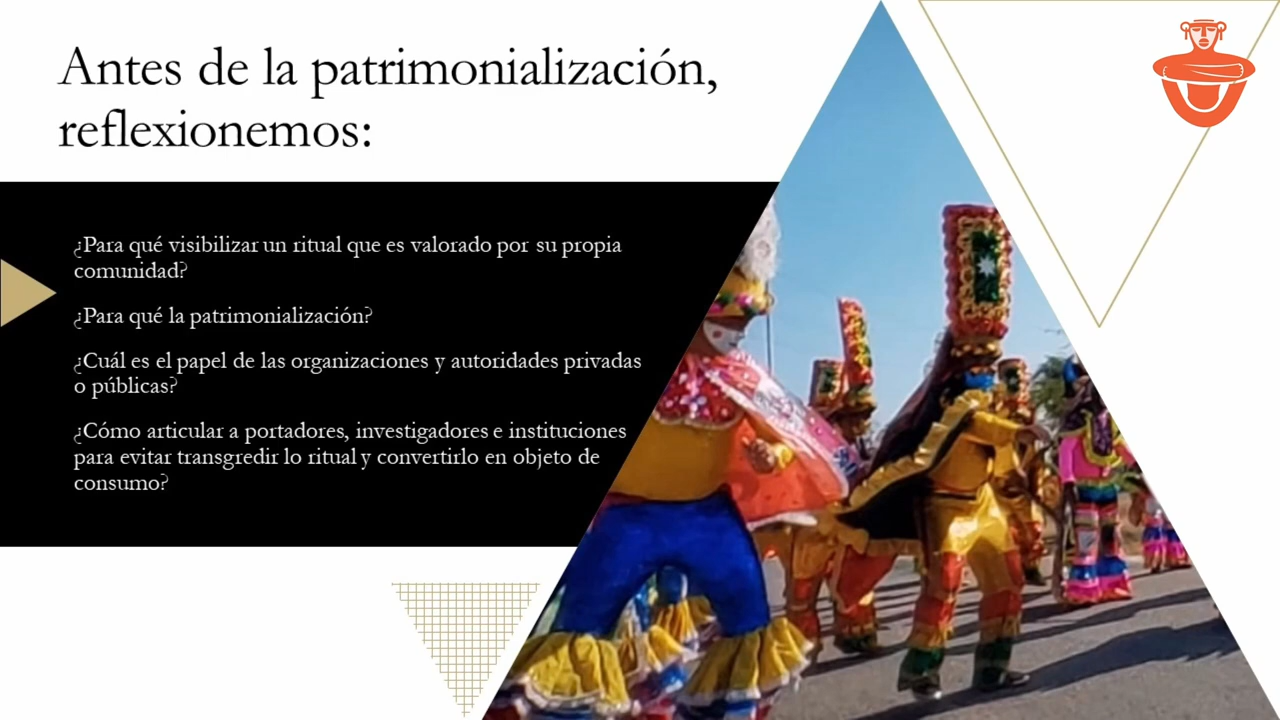 Antes de la patrimonialización,
reflexionemos:
¿Para qué visibilizar un ritual que es valorado por su propia
comunidad?
¿Para qué la patrimonialización?
¿Cuál es el papel de las organizaciones y autoridades privadas
o públicas?
¿Cómo articular a portadores, investigadores e instituciones
para evitar transgredir lo ritual y convertirlo en objeto de
consumo?